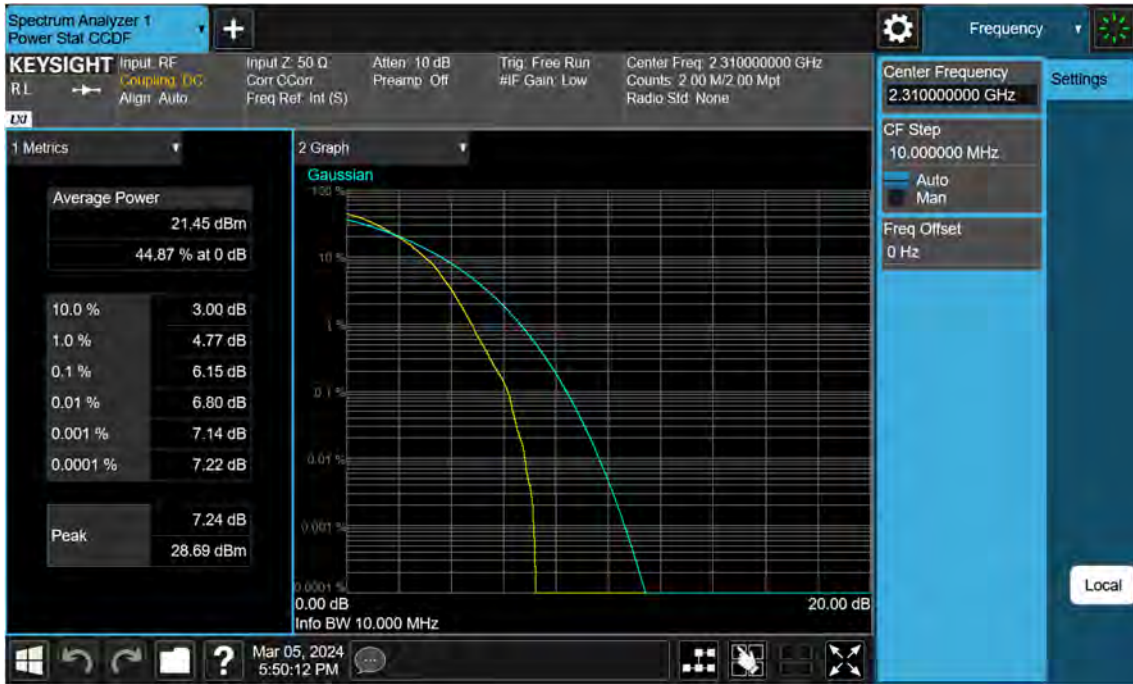 Spectrum Analyzer 1
Power Stat CCDF
Frequency
KEYSIGHT
Input: RF
Coupling: DC
Align: Auto
Input Z: 50 Ω
Corr CCorr
Freq Ref: Int (S)
Atten: 10 dB
Preamp: Off
Trig: Free Run
#IF Gain: Low
Center Freq: 2.310000000 GHz
Counts: 2.00 M/2.00 Mpt
Radio Std: None
R L
LXI
Center Frequency
2.310000000 GHz
Settings
CF Step
10.000000 MHz
Auto
Man
Freq Offset
0 Hz
Local
1 Metrics
Average Power
21.45 dBm
44.87 % at 0 dB
10.0 % 3.00 dB
1.0 % 4.77 dB
0.1 % 6.15 dB
0.01 % 6.80 dB
0.001 % 7.14 dB
0.0001 % 7.22 dB
Peak
7.24 dB
28.69 dBm
2 Graph
Gaussian
100 %
10 %
1 %
0.1 %
0.01 %
0.001 %
0.0001 %
0.00 dB 20.00 dB
Info BW 10.000 MHz
?
Mar 05, 2024
5:50:12 PM